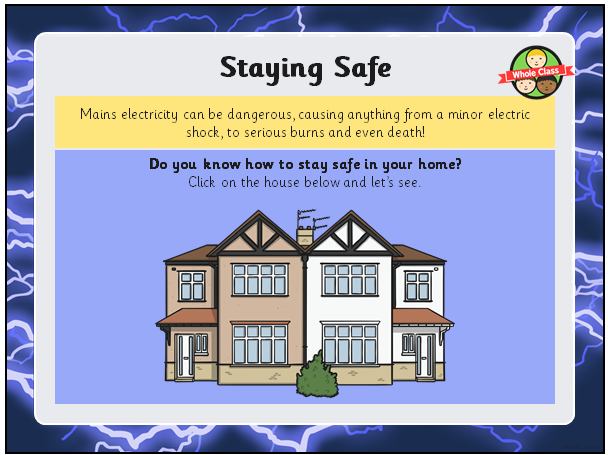 Staying Safe
Whole Class
Mains electricity can be dangerous, causing anything from a minor electric
shock, to serious burns and even death!
Do you know how to stay safe in your home?
Click on the house below and let's see.